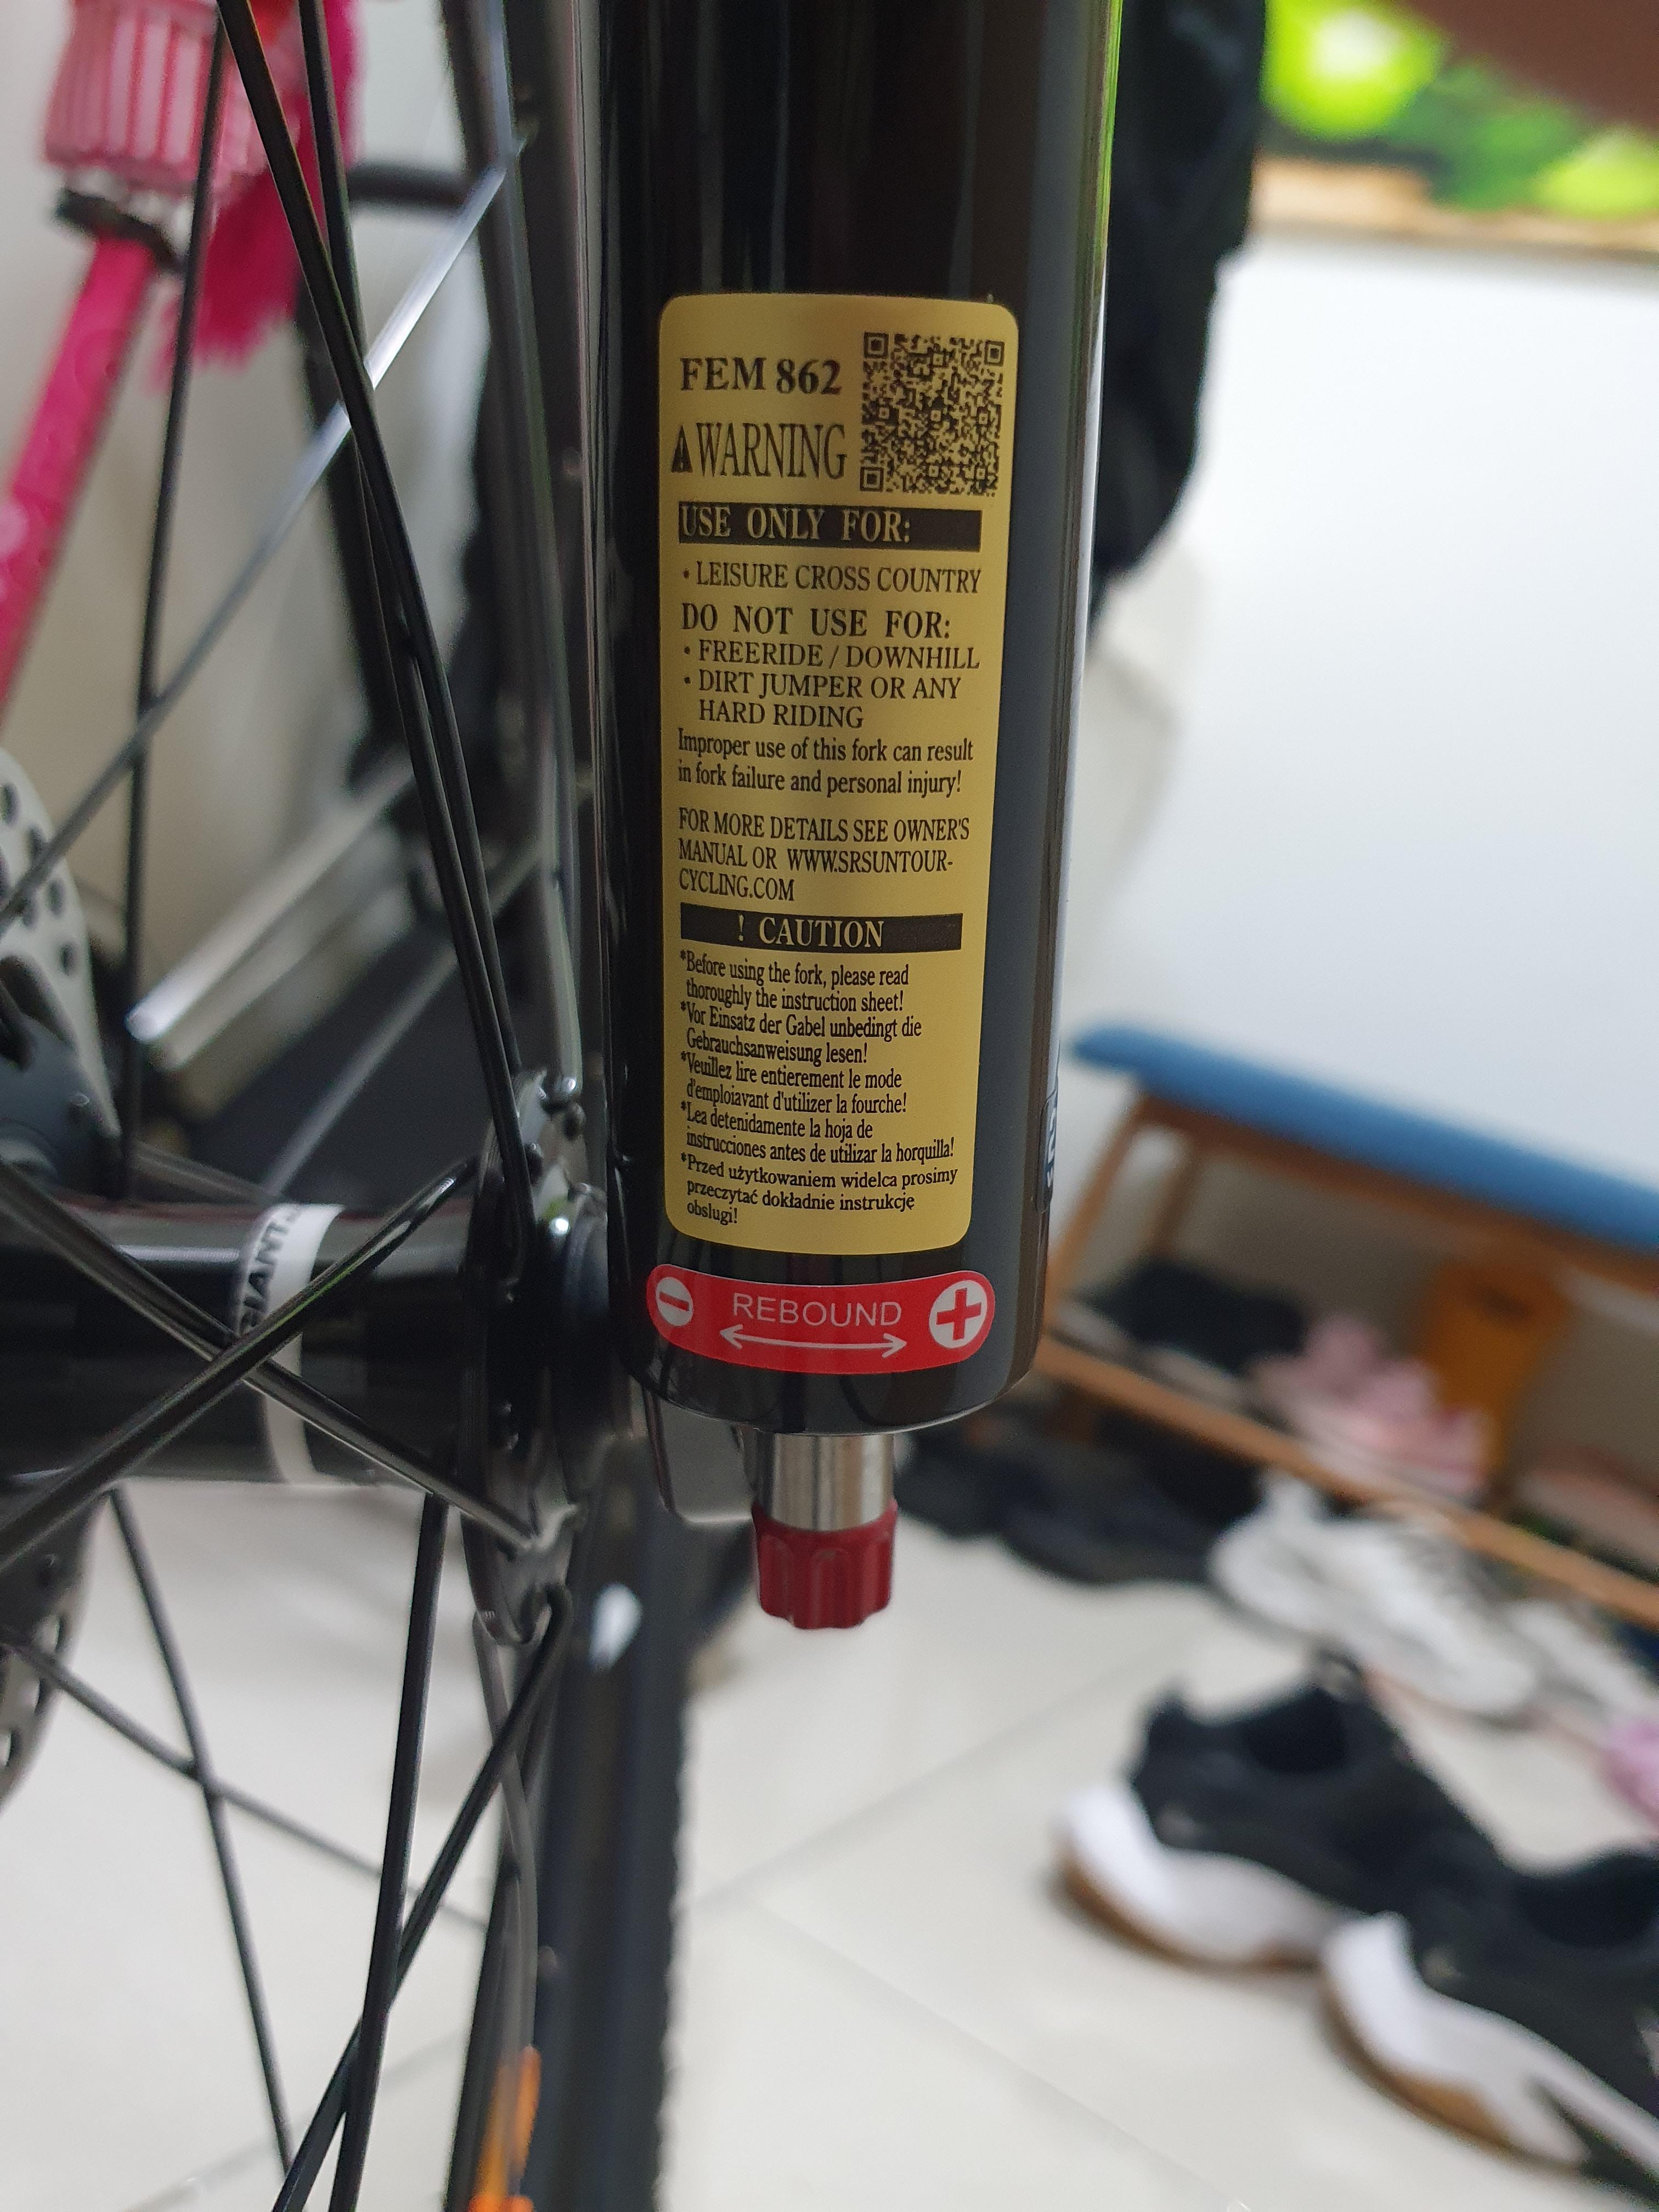 FEM 862
WARNING
USE ONLY FOR:
• LEISURE CROSS COUNTRY
DO NOT USE FOR:
• FREERIDE / DOWNHILL
• DIRT JUMPER OR ANY
HARD RIDING
Improper use of this fork can result
in fork failure and personal injury!
FOR MORE DETAILS SEE OWNER'S
MANUAL OR WWW.SRSUNTOUR-
CYCLING.COM
! CAUTION
*Before using the fork, please read
thoroughly the instruction sheet!
*Vor Einsatz der Gabel unbedingt die
Gebrauchsanweisung lesen!
*Veuillez lire entierement le mode
d'emploiavant d'utilizer la fourche!
*Lea detenidamente la hoja de
instrucciones antes de utilizar la horquilla!
*Przed użytkowaniem widelca prosimy
przeczytać dokładnie instrukcję
obslugi!
REBOUND
GIANT